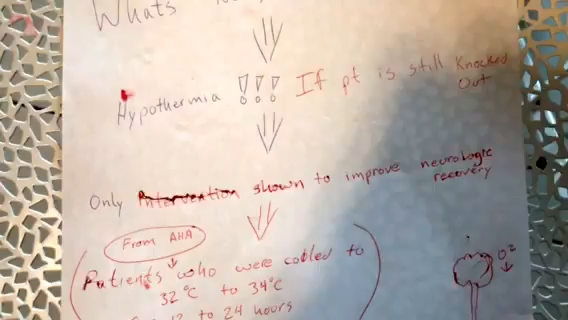 Whats
Hypothermia !!! If pt is still Knocked
Out
Only Intervention shown to improve neurologic
recovery
From AHA
Patients who were cooled to
32°C to 34°C
to 24 hours
O²